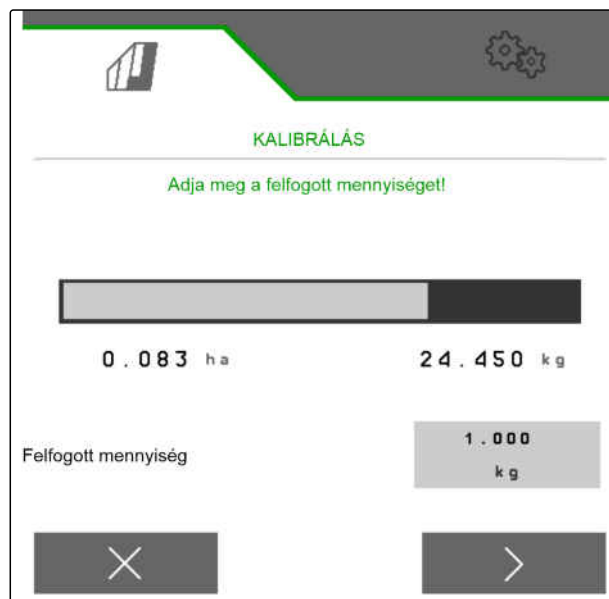 KALIBRÁLÁS
Adja meg a felfogott mennyiséget!
0.083 ha 24.450 kg
Felfogott mennyiség 1.000 kg